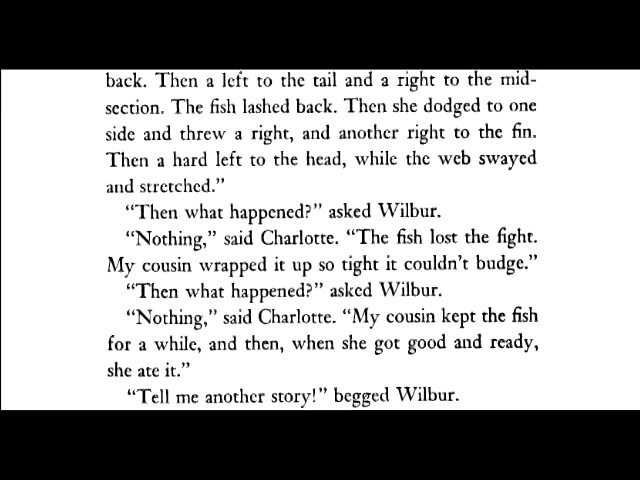 back. Then a left to the tail and a right to the mid-
section. The fish lashed back. Then she dodged to one
side and threw a right, and another right to the fin.
Then a hard left to the head, while the web swayed
and stretched.”
“Then what happened?” asked Wilbur.
“Nothing,” said Charlotte. “The fish lost the fight.
My cousin wrapped it up so tight it couldn’t budge.”
“Then what happened?” asked Wilbur.
“Nothing,” said Charlotte. “My cousin kept the fish
for a while, and then, when she got good and ready,
she ate it.”
“Tell me another story!” begged Wilbur.